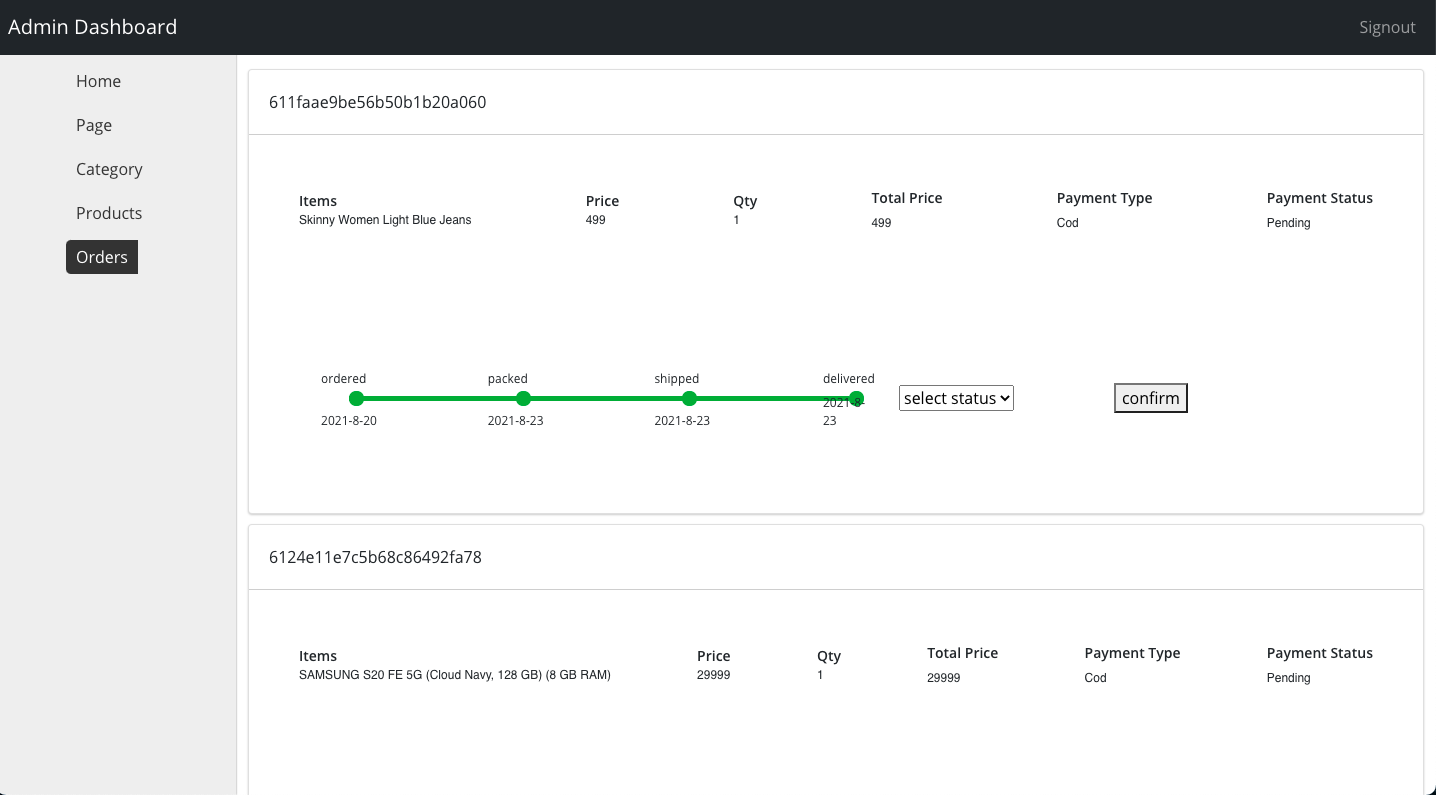 Admin Dashboard
Signout
Home
Page
Category
Products
Orders
611faae9be56b50b1b20a060
Items Price Qty Total Price Payment Type Payment Status
Skinny Women Light Blue Jeans 499 1 499 Cod Pending
ordered packed shipped delivered
select status confirm
2021-8-20 2021-8-23 2021-8-23 2021-8-
23
6124e11e7c5b68c86492fa78
Items Price Qty Total Price Payment Type Payment Status
SAMSUNG S20 FE 5G (Cloud Navy, 128 GB) (8 GB RAM) 29999 1 29999 Cod Pending